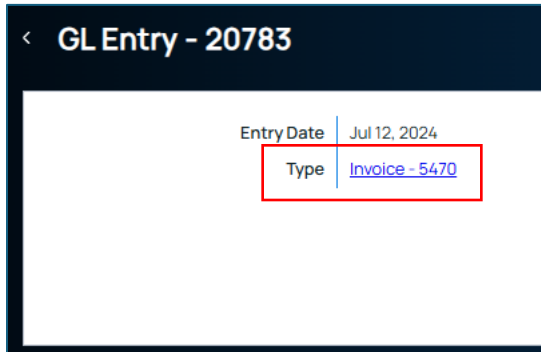 GL Entry - 20783
Entry Date Jul 12, 2024
Type Invoice - 5470